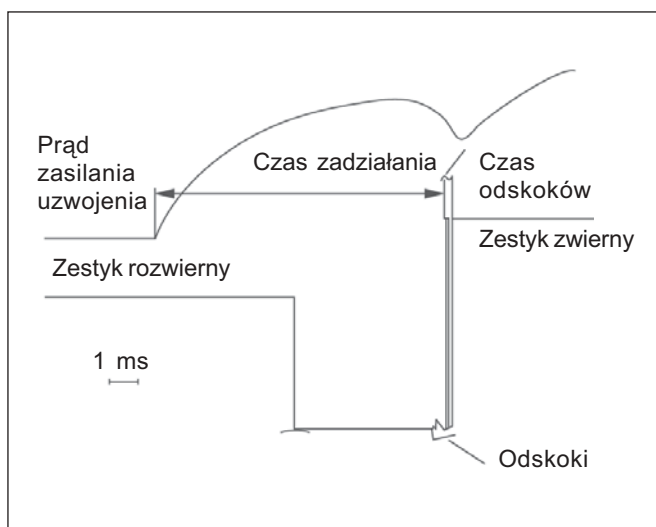 Prąd
zasilania
uzwojenia
Czas zadziałania
Czas
odskoków
Zestyk zwierny
Zestyk rozwierny
1 ms
Odskoki